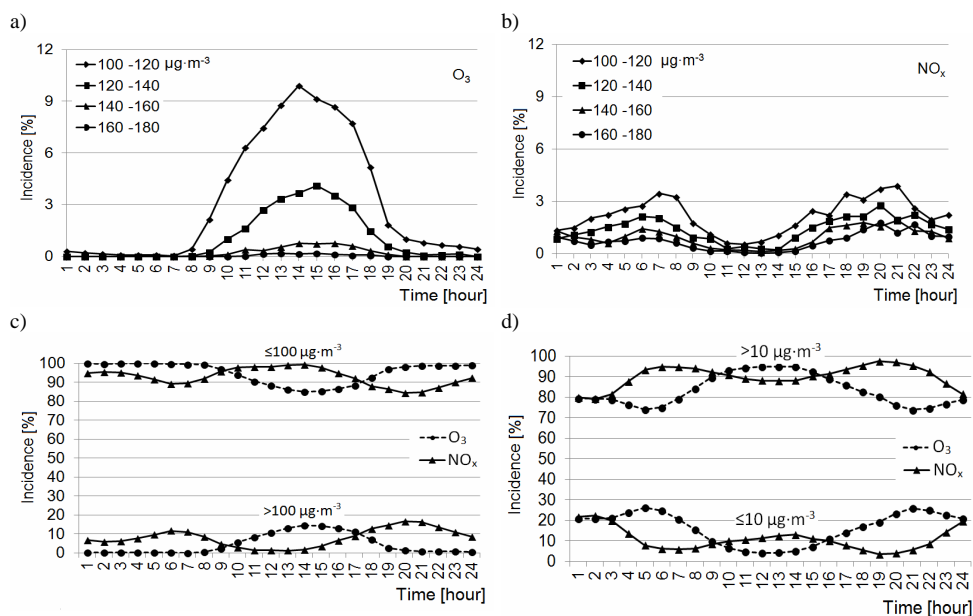 a)
12
9
6
3
0
Incidence [%]
100 -120 µg·m⁻³
120 -140
140 -160
160 -180
O₃
1 2 3 4 5 6 7 8 9 10 11 12 13 14 15 16 17 18 19 20 21 22 23 24
Time [hour]
b)
12
9
6
3
0
Incidence [%]
100 -120 µg·m⁻³
120 -140
140 -160
160 -180
NOₓ
1 2 3 4 5 6 7 8 9 10 11 12 13 14 15 16 17 18 19 20 21 22 23 24
Time [hour]
c)
100
90
80
70
60
50
40
30
20
10
0
Incidence [%]
≤100 µg·m⁻³
O₃
NOₓ
>100 µg·m⁻³
1 2 3 4 5 6 7 8 9 10 11 12 13 14 15 16 17 18 19 20 21 22 23 24
Time [hour]
d)
100
90
80
70
60
50
40
30
20
10
0
Incidence [%]
>10 µg·m⁻³
O₃
NOₓ
≤10 µg·m⁻³
1 2 3 4 5 6 7 8 9 10 11 12 13 14 15 16 17 18 19 20 21 22 23 24
Time [hour]